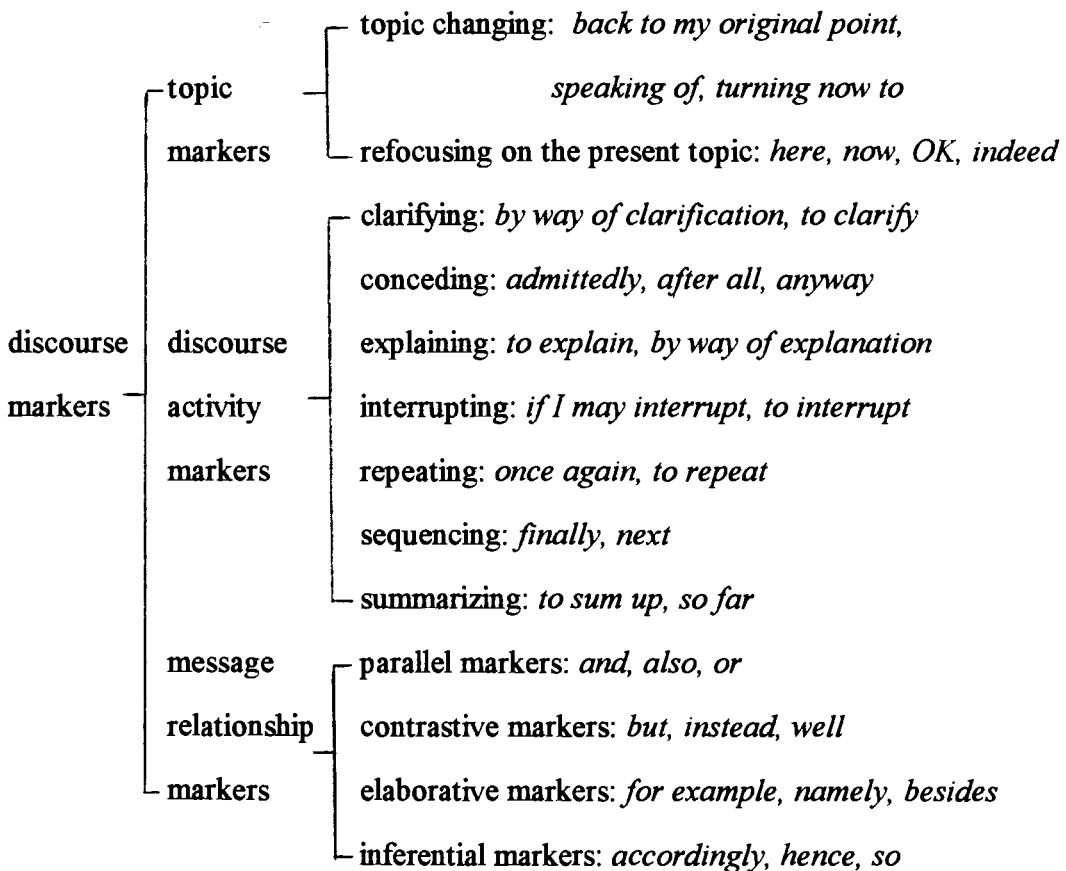 topic changing: back to my original point,
topic speaking of, turning now to
markers refocusing on the present topic: here, now, OK, indeed
clarifying: by way of clarification, to clarify
conceding: admittedly, after all, anyway
discourse discourse explaining: to explain, by way of explanation
markers activity interrupting: if I may interrupt, to interrupt
markers repeating: once again, to repeat
sequencing: finally, next
summarizing: to sum up, so far
message parallel markers: and, also, or
relationship contrastive markers: but, instead, well
markers elaborative markers: for example, namely, besides
inferential markers: accordingly, hence, so